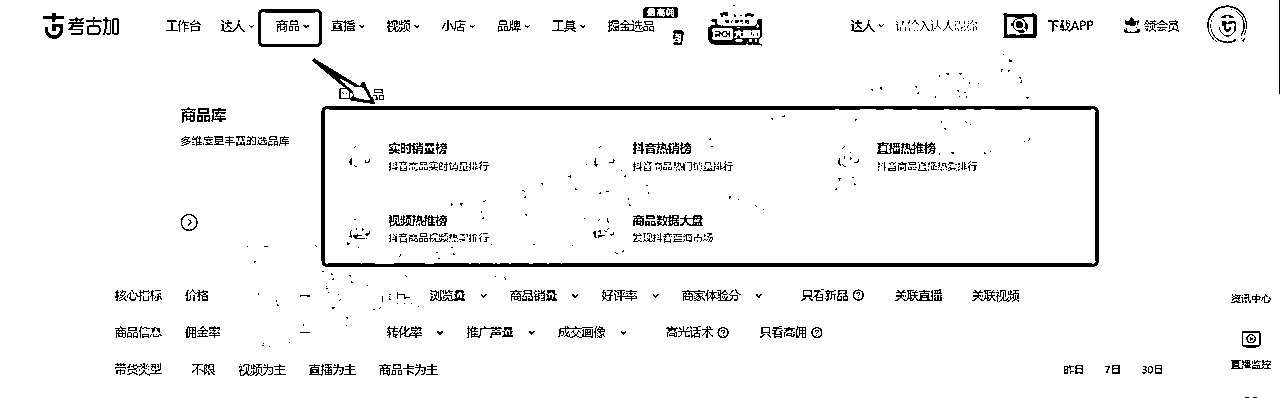 考古加 工作台 达人 商品 直播 视频 小店 品牌 工具 掘金选品 达人 请输入达人昵称 下载APP 领会员
品
商品库
多维度更丰富的选品库
实时销量榜 抖音热销榜 直播热推榜
抖音商品实时销量排行 抖音商品热门销量排行 抖音商品直播热卖排行
视频热推榜 商品数据大盘
抖音商品视频热卖排行 发现抖音蓝海市场
核心指标 价格 浏览量 商品销量 好评率 商家体验分 只看新品 关联直播 关联视频
资讯中心
商品信息 佣金率 转化率 推广声量 成交画像 高光话术 只看高佣
直播监控
带货类型 不限 视频为主 直播为主 商品卡为主 昨日 7日 30日